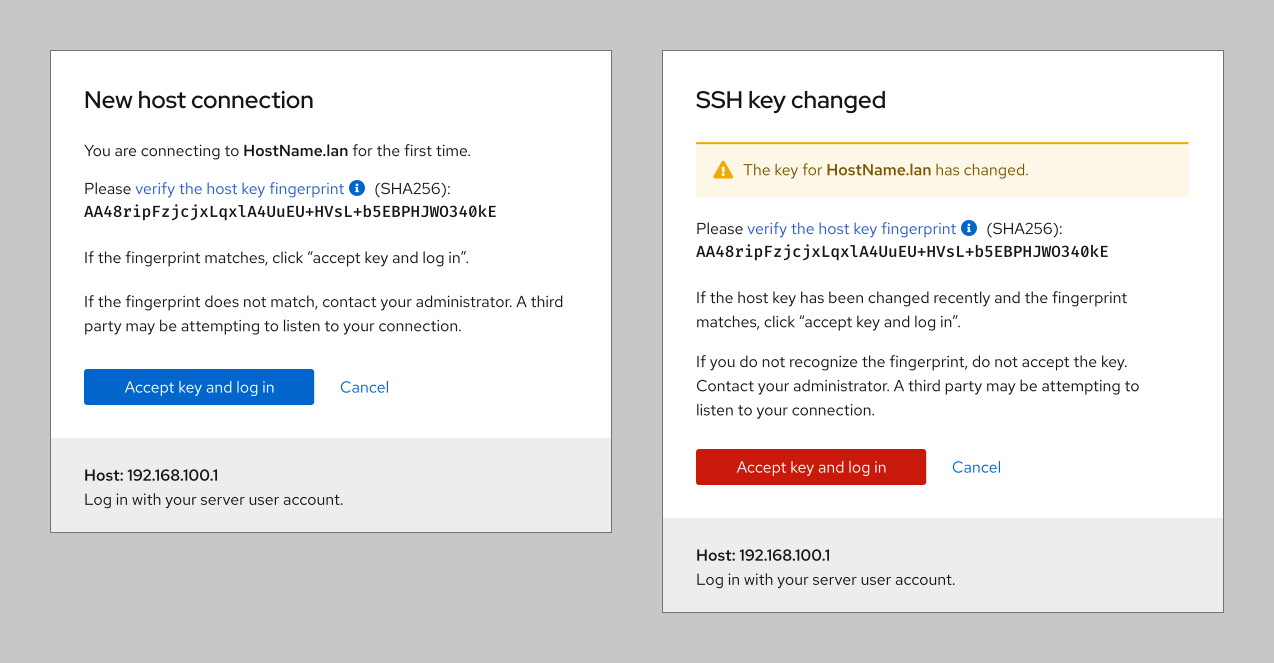 New host connection
You are connecting to HostName.lan for the first time.
Please verify the host key fingerprint (SHA256):
AA48ripFzjcjxLqxlA4UuEU+HVsL+b5EBPHJWO340kE
If the fingerprint matches, click “accept key and log in”.
If the fingerprint does not match, contact your administrator. A third
party may be attempting to listen to your connection.
Accept key and log in Cancel
Host: 192.168.100.1
Log in with your server user account.
SSH key changed
The key for HostName.lan has changed.
Please verify the host key fingerprint (SHA256):
AA48ripFzjcjxLqxlA4UuEU+HVsL+b5EBPHJWO340kE
If the host key has been changed recently and the fingerprint
matches, click “accept key and log in”.
If you do not recognize the fingerprint, do not accept the key.
Contact your administrator. A third party may be attempting to
listen to your connection.
Accept key and log in Cancel
Host: 192.168.100.1
Log in with your server user account.